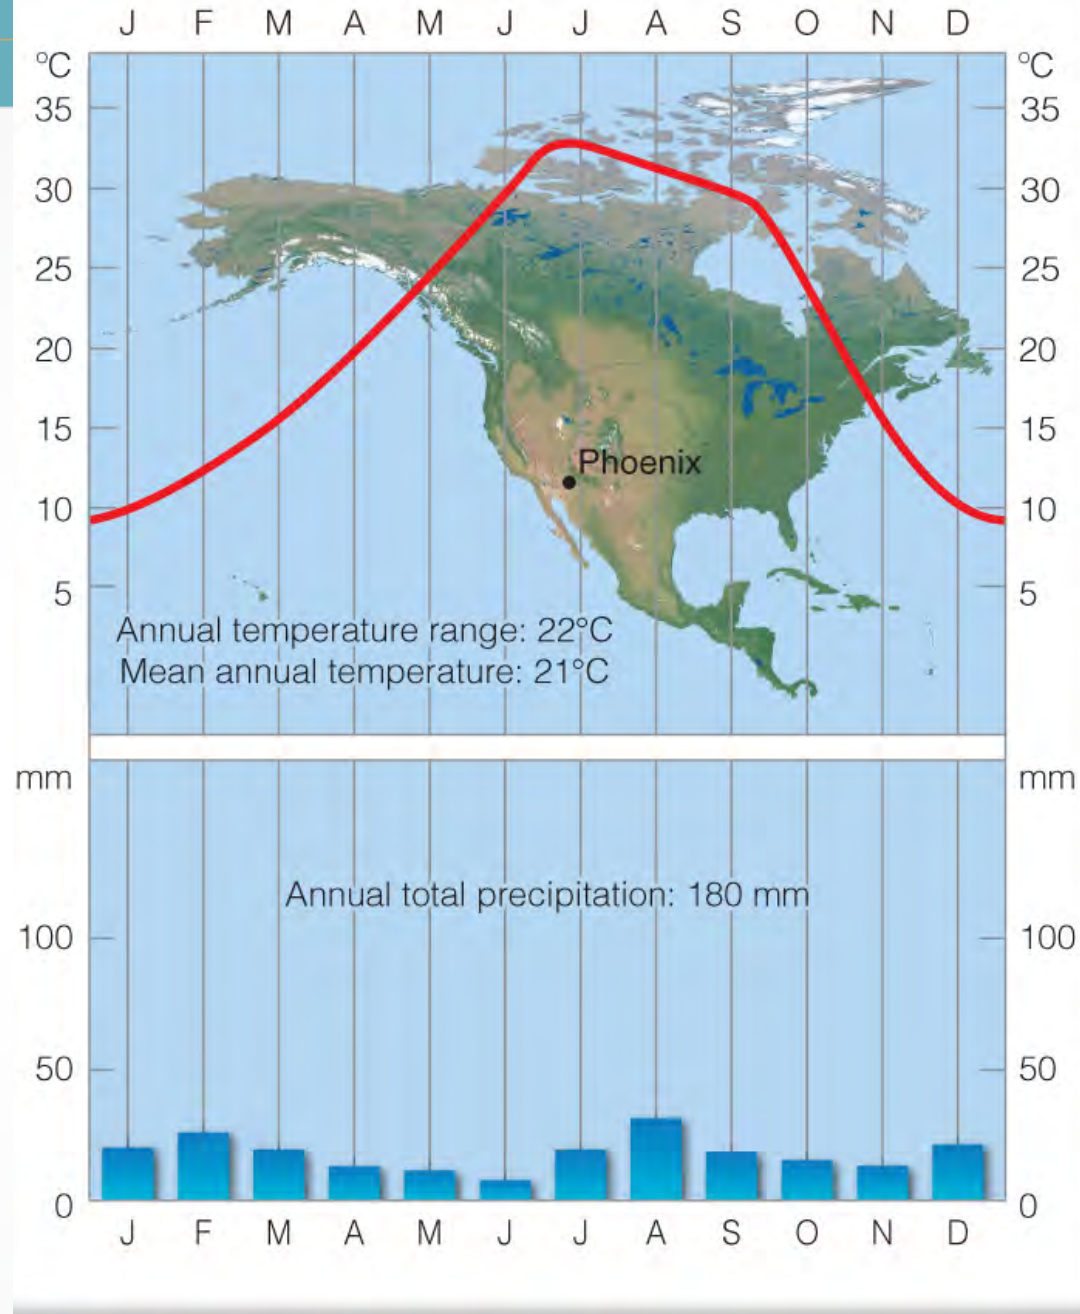 J F M A M J J A S O N D
°C °C
35 35
30 30
25 25
20 20
15 15
Phoenix
10 10
5 5
Annual temperature range: 22°C
Mean annual temperature: 21°C
mm mm
Annual total precipitation: 180 mm
100 100
50 50
0 0
J F M A M J J A S O N D